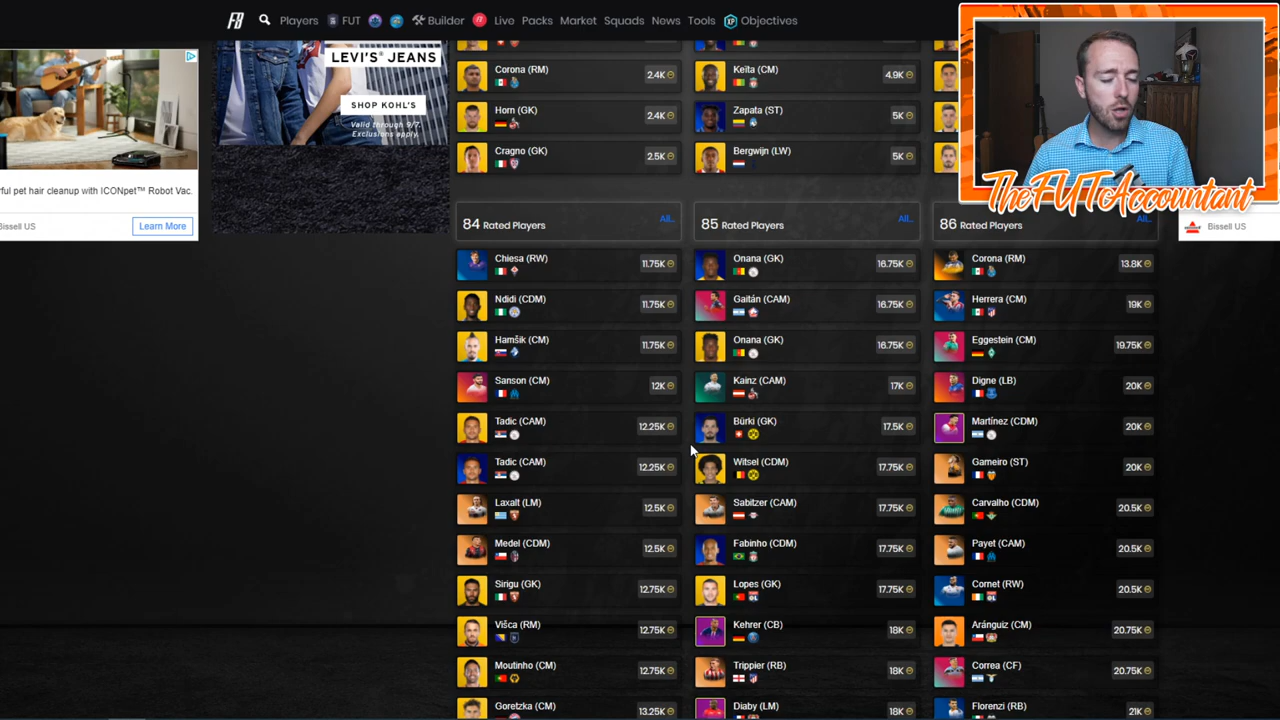 FB Players FUT Builder Live Packs Market Squads News Tools XP Objectives
LEVI'S® JEANS
SHOP KOHL'S
Valid through 9/7.
Exclusions apply.
ful pet hair cleanup with ICONpet™ Robot Vac.
Bissell US
Learn More
Corona (RM) 2.4K
Horn (GK) 2.4K
Cragno (GK) 2.5K
Keïta (CM) 4.9K
Zapata (ST) 5K
Bergwijn (LW) 5K
TheFUTAccountant
Bissell US
84 Rated Players All..
Chiesa (RW) 11.75K
Ndidi (CDM) 11.75K
Hamšík (CM) 11.75K
Sanson (CM) 12K
Tadic (CAM) 12.25K
Tadic (CAM) 12.25K
Laxalt (LM) 12.5K
Medel (CDM) 12.5K
Sirigu (GK) 12.75K
Višca (RM) 12.75K
Moutinho (CM) 12.75K
Goretzka (CM) 13.25K
85 Rated Players All..
Onana (GK) 16.75K
Gaitán (CAM) 16.75K
Onana (GK) 16.75K
Kainz (CAM) 17K
Bürki (GK) 17.5K
Witsel (CDM) 17.75K
Sabitzer (CAM) 17.75K
Fabinho (CDM) 17.75K
Lopes (GK) 17.75K
Kehrer (CB) 18K
Trippier (RB) 18K
Diaby (LM) 18K
86 Rated Players All..
Corona (RM) 13.8K
Herrera (CM) 19K
Eggestein (CM) 19.75K
Digne (LB) 20K
Martínez (CDM) 20K
Gameiro (ST) 20K
Carvalho (CDM) 20.5K
Payet (CAM) 20.5K
Cornet (RW) 20.5K
Aránguiz (CM) 20.75K
Correa (CF) 20.75K
Florenzi (RB) 21K